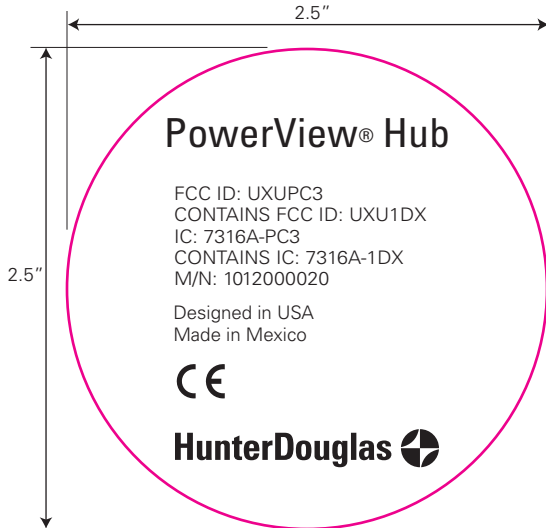 2.5"
PowerView® Hub
FCC ID: UXUPC3
CONTAINS FCC ID: UXU1DX
IC: 7316A-PC3
CONTAINS IC: 7316A-1DX
M/N: 1012000020
2.5"
Designed in USA
Made in Mexico
CE
HunterDouglas